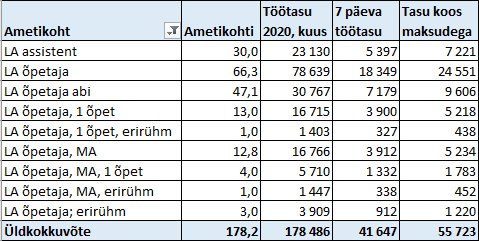 Ametikoht Ametikohti Töötasu 2020, kuus 7 päeva töötasu Tasu koos maksudega
LA assistent 30,0 23 130 5 397 7 221
LA õpetaja 66,3 78 639 18 349 24 551
LA õpetaja abi 47,1 30 767 7 179 9 606
LA õpetaja, 1 õpet 13,0 16 715 3 900 5 218
LA õpetaja, 1 õpet, erirühm 1,0 1 403 327 438
LA õpetaja, MA 12,8 16 766 3 912 5 234
LA õpetaja, MA, 1 õpet 4,0 5 710 1 332 1 783
LA õpetaja, MA, erirühm 1,0 1 447 338 452
LA õpetaja; erirühm 3,0 3 909 912 1 220
Üldkokkuvõte 178,2 178 486 41 647 55 723